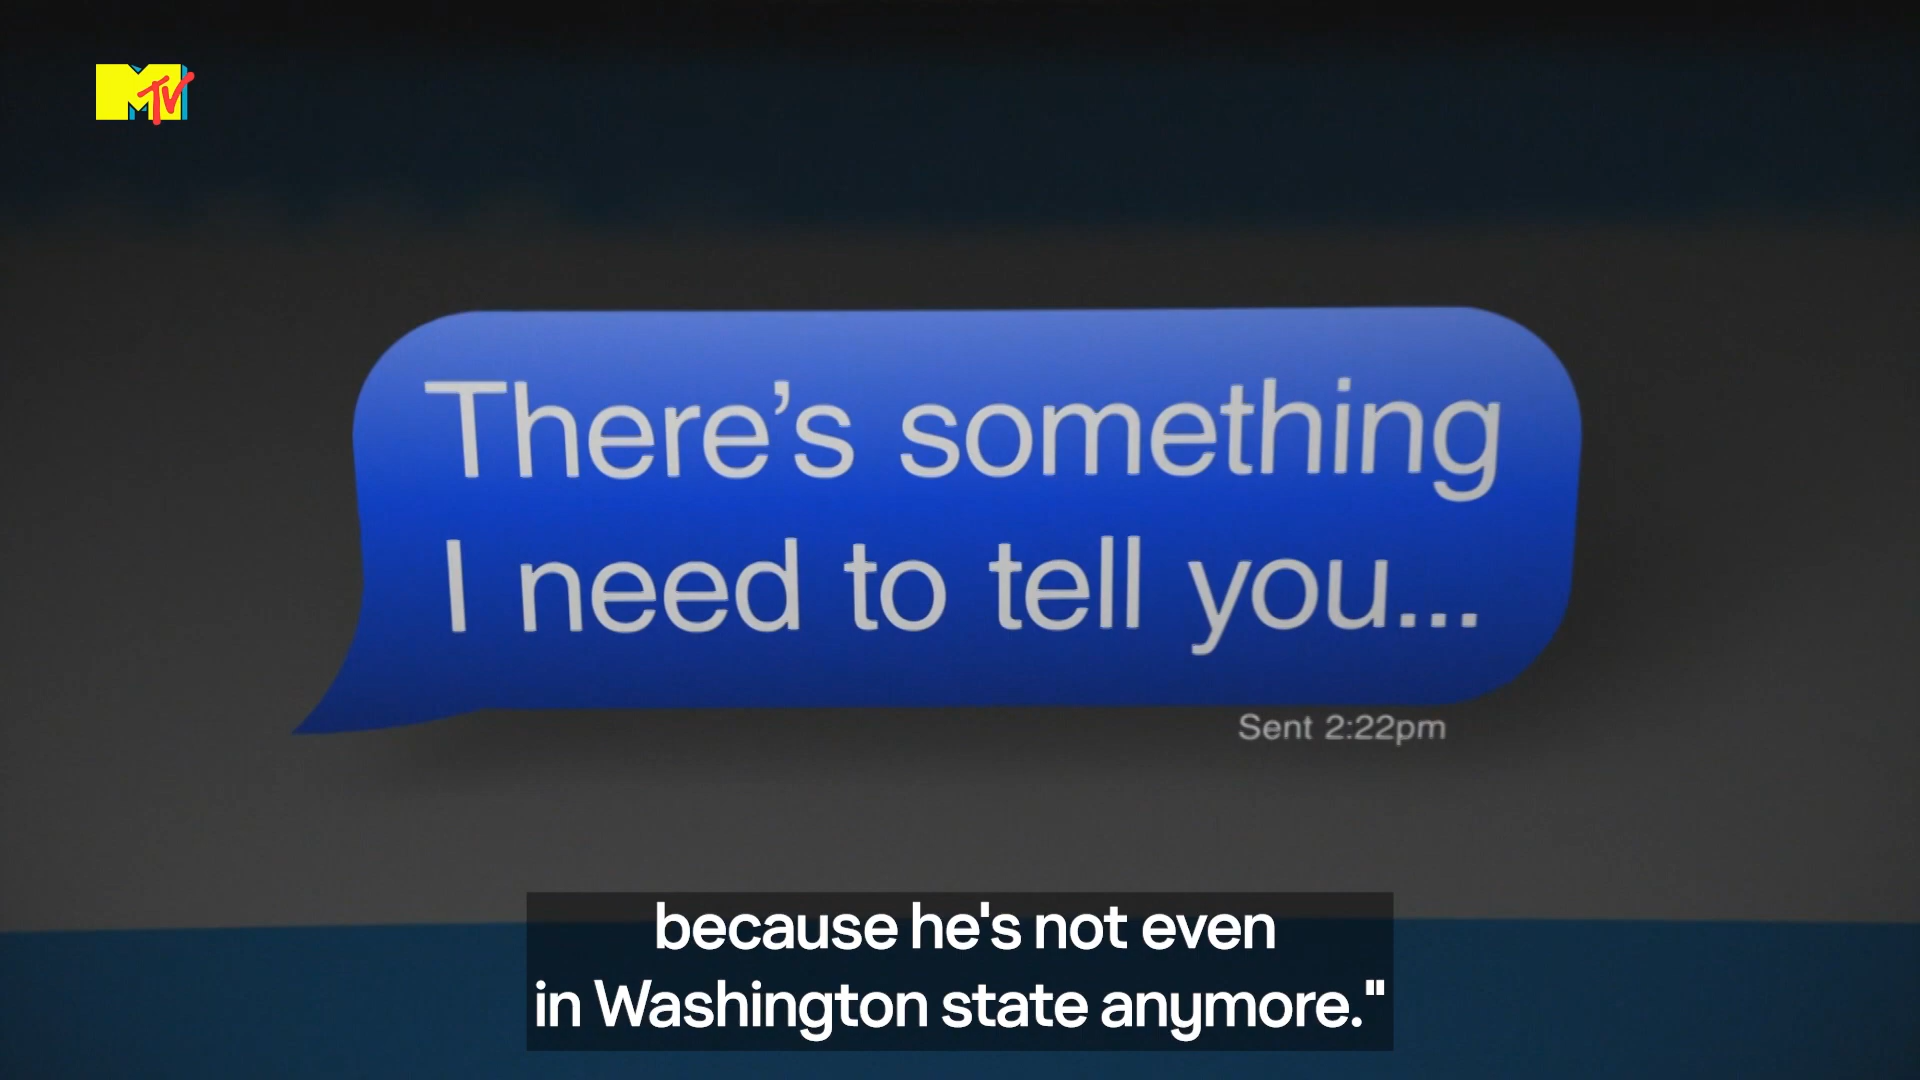 MTV
There’s something
I need to tell you...
Sent 2:22pm
because he's not even
in Washington state anymore."